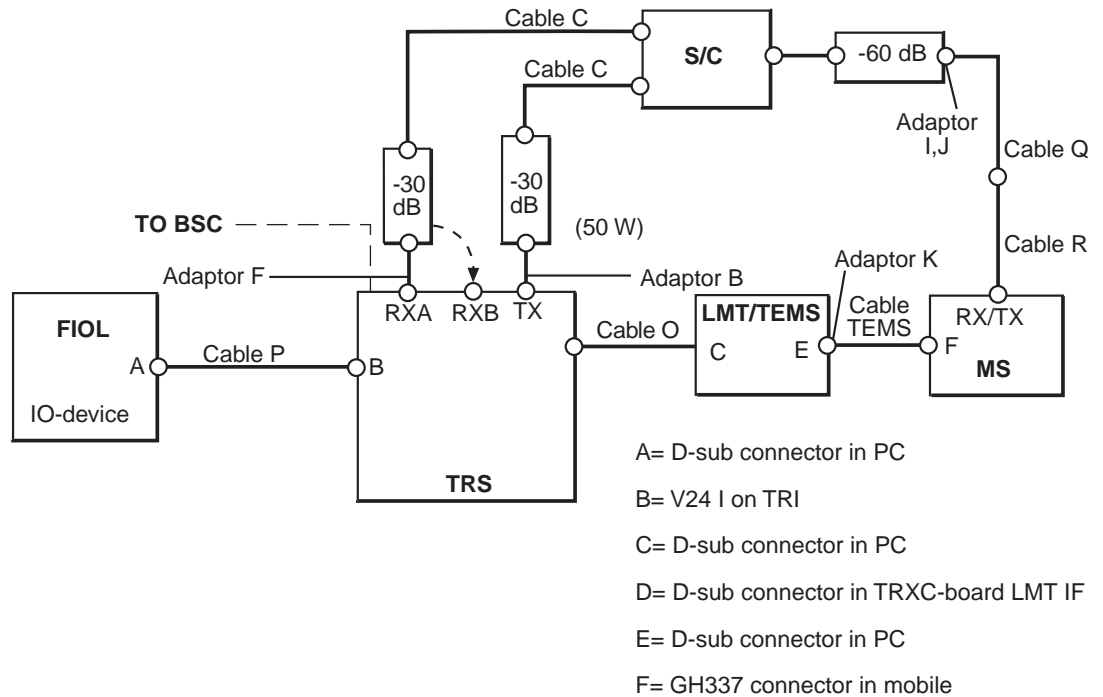 Cable C
S/C
-60 dB
Cable C
Adaptor
I,J
Cable Q
-30
dB
-30
dB
(50 W)
TO BSC
Cable R
Adaptor F
Adaptor B
Adaptor K
RXA
RXB
TX
FIOL
LMT/TEMS
Cable
TEMS
RX/TX
Cable O
Cable P
A
B
C
E
F
MS
IO-device
TRS
A= D-sub connector in PC
B= V24 I on TRI
C= D-sub connector in PC
D= D-sub connector in TRXC-board LMT IF
E= D-sub connector in PC
F= GH337 connector in mobile